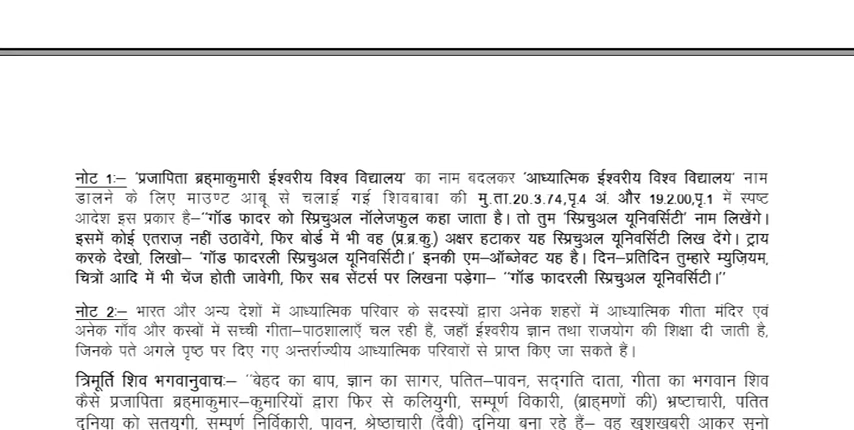 नोट 1ः– 'प्रजापिता ब्रह्माकुमारी ईश्वरीय विश्व विद्यालय' का नाम बदलकर 'आध्यात्मिक ईश्वरीय विश्व विद्यालय' नाम
डालने के लिए माउण्ट आबू से चलाई गई शिवबाबा की मु.ता.20.3.74,पृ.4 अं. और 19.2.00,पृ.1 में स्पष्ट
आदेश इस प्रकार है–''गॉड फादर को स्प्रिचुअल नॉलेजफुल कहा जाता है। तो तुम 'स्प्रिचुअल यूनिवर्सिटी' नाम लिखेंगे।
इसमें कोई एतराज़ नहीं उठावेंगे, फिर बोर्ड में भी वह (प्र.ब्र.कु.) अक्षर हटाकर यह स्प्रिचुअल यूनिवर्सिटी लिख देंगे। ट्राय
करके देखो, लिखो– 'गॉड फादरली स्प्रिचुअल यूनिवर्सिटी।' इनकी एम–ऑब्जेक्ट यह है। दिन–प्रतिदिन तुम्हारे म्युज़ियम,
चित्रों आदि में भी चेंज होती जावेगी, फिर सब सेंटर्स पर लिखना पड़ेगा– ''गॉड फादरली स्प्रिचुअल यूनिवर्सिटी।''
नोट 2ः– भारत और अन्य देशों में आध्यात्मिक परिवार के सदस्यों द्वारा अनेक शहरों में आध्यात्मिक गीता मंदिर एवं
अनेक गाँव और कस्बों में सच्ची गीता–पाठशालाएँ चल रही हैं, जहाँ ईश्वरीय ज्ञान तथा राजयोग की शिक्षा दी जाती है,
जिनके पते अगले पृष्ठ पर दिए गए अन्तर्राज्यीय आध्यात्मिक परिवारों से प्राप्त किए जा सकते हैं।
त्रिमूर्ति शिव भगवानुवाचः– ''बेहद का बाप, ज्ञान का सागर, पतित–पावन, सद्गति दाता, गीता का भगवान शिव
कैसे प्रजापिता ब्रह्माकुमार–कुमारियों द्वारा फिर से कलियुगी, सम्पूर्ण विकारी, (ब्राह्मणों की) भ्रष्टाचारी, पतित
दुनिया को सतयुगी, सम्पूर्ण निर्विकारी, पावन, श्रेष्ठाचारी (दैवी) दुनिया बना रहे हैं– वह खुशखबरी आकर सुनो